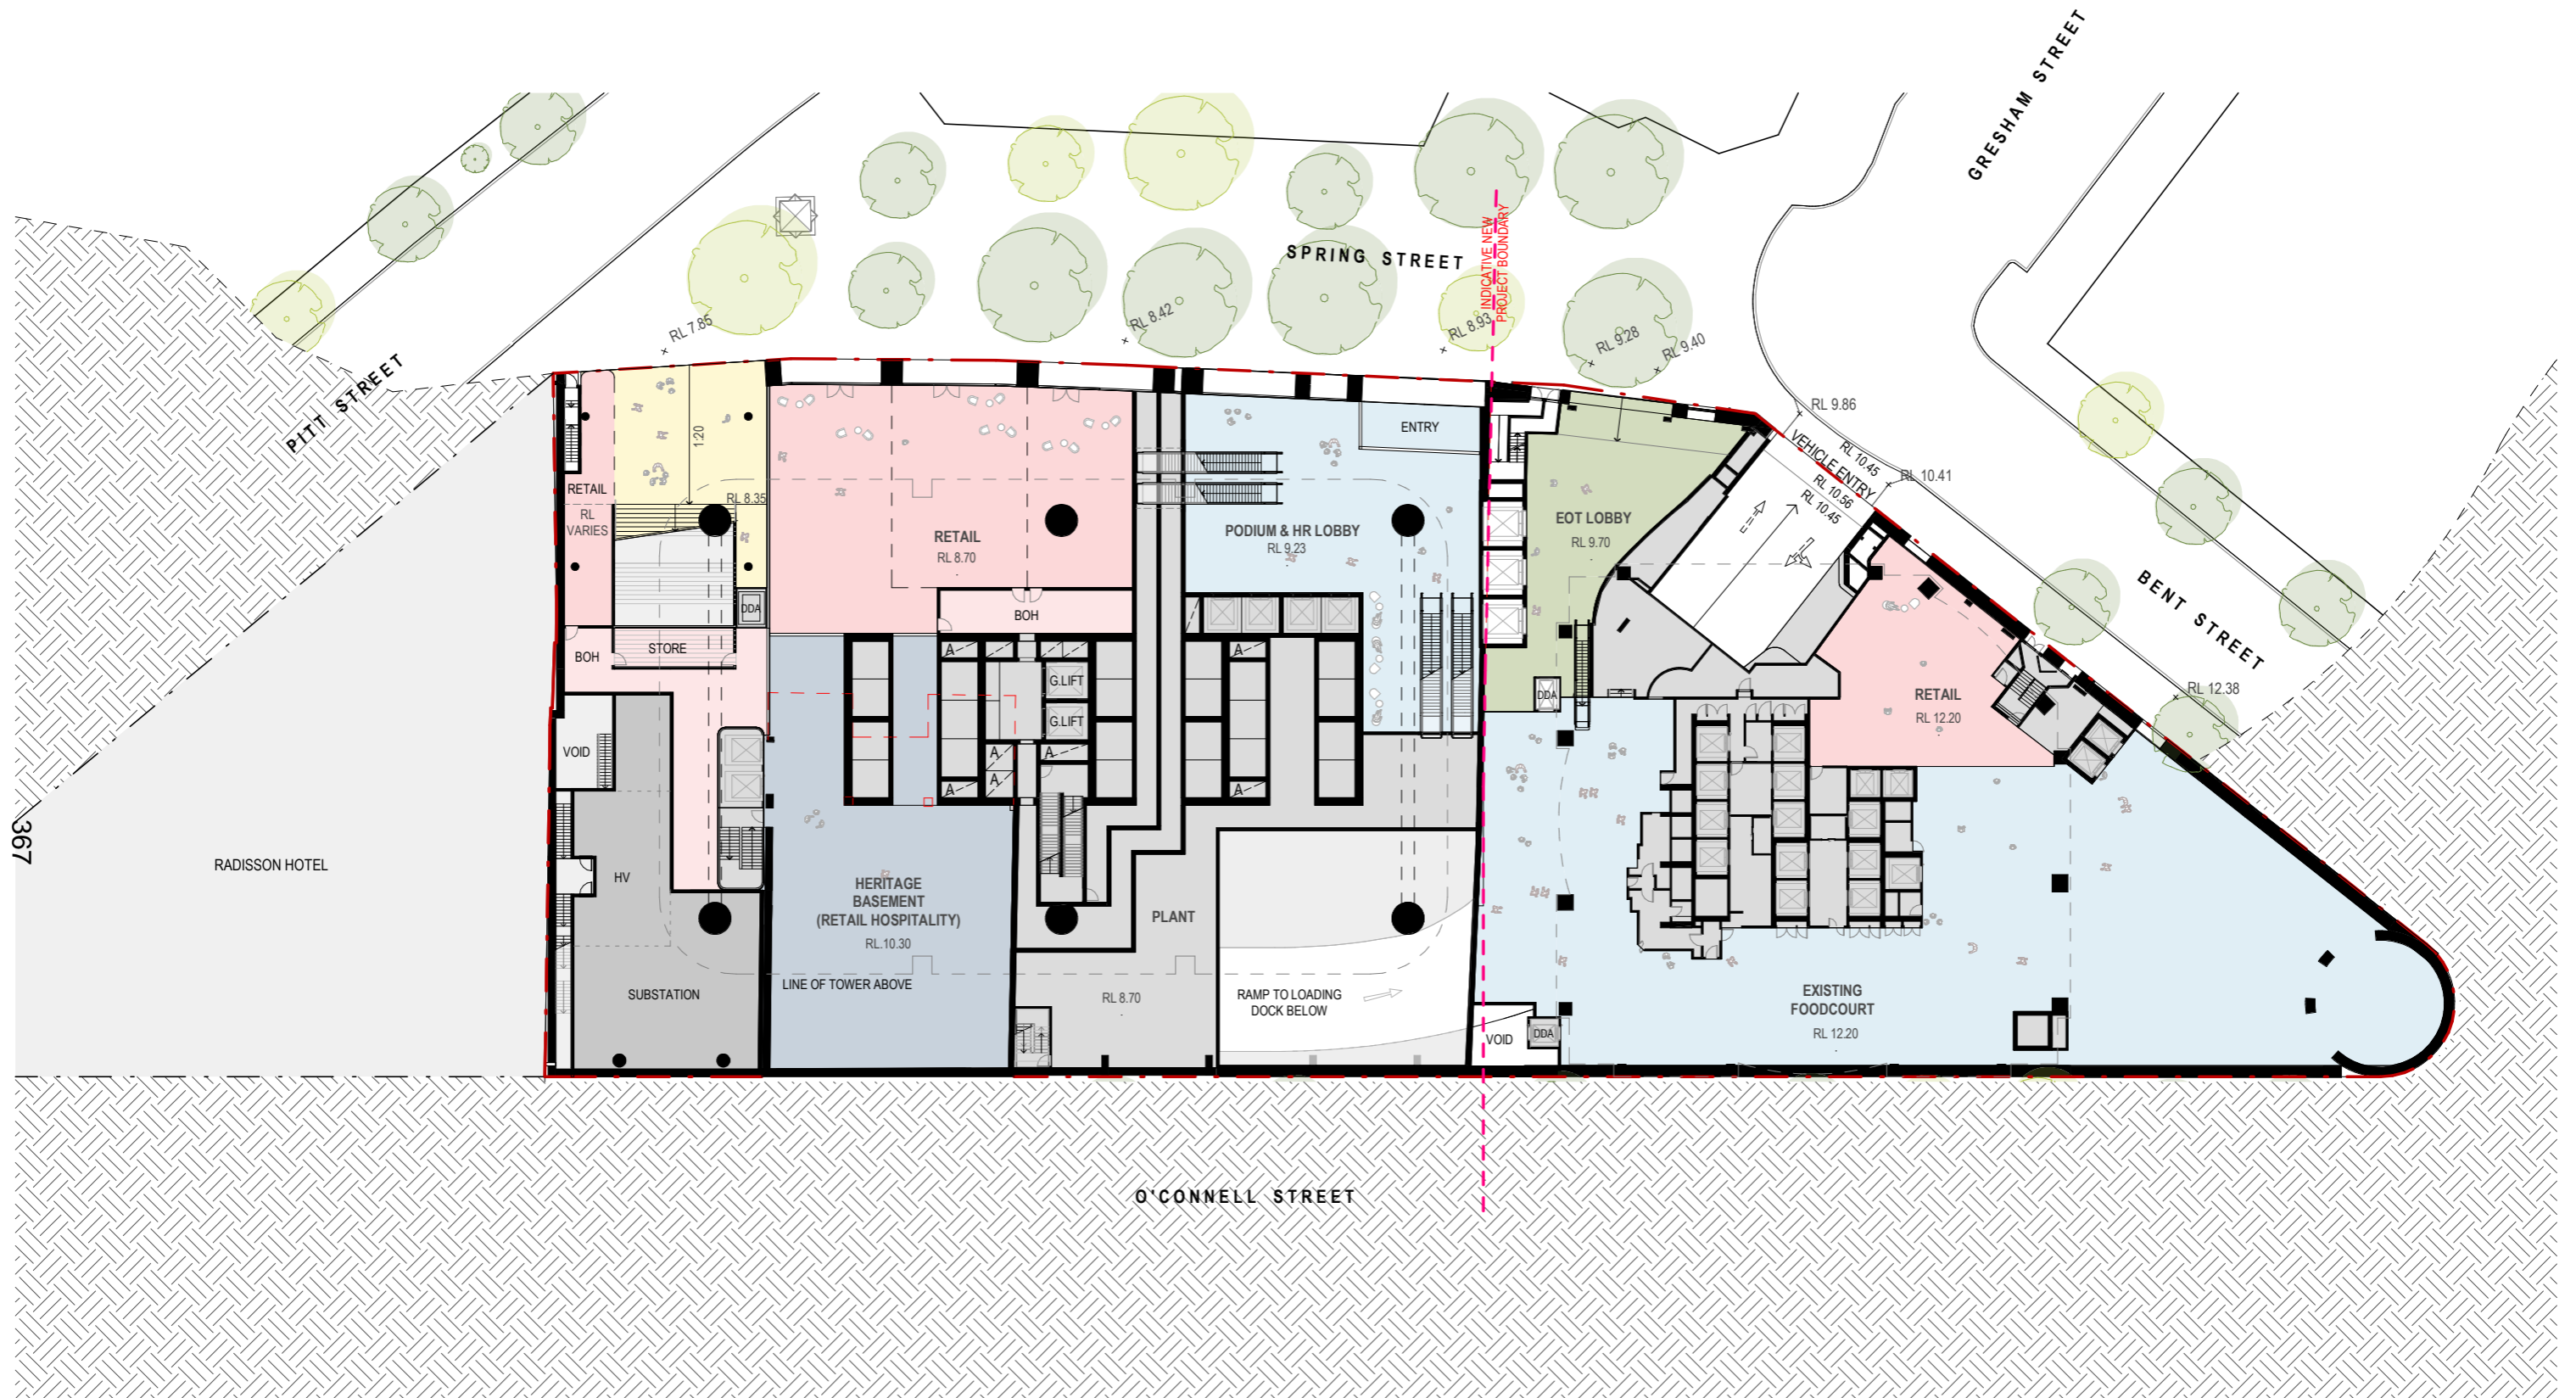 GRESHAM STREET
INDICATIVE NEW
PROJECT BOUNDARY
SPRING STREET
RL 7.85
RL 8.42
RL 8.93
RL 9.28
RL 9.40
PITT STREET
RL 9.86
VEHICLE ENTRY
RL 10.45
RL 10.41
RL 10.56
RL 10.45
ENTRY
1:20
RETAIL
RL
VARIES
RL 8.35
RETAIL
RL 8.70
PODIUM & HR LOBBY
RL 9.23
EOT LOBBY
RL 9.70
BENT STREET
DDA
BOH
STORE
BOH
A
A
G.LIFT
G.LIFT
A
A
A
A
A
DDA
RETAIL
RL 12.20
RL 12.38
VOID
367
RADISSON HOTEL
HV
HERITAGE
BASEMENT
(RETAIL HOSPITALITY)
RL.10.30
PLANT
LINE OF TOWER ABOVE
SUBSTATION
RL 8.70
RAMP TO LOADING
DOCK BELOW
EXISTING
FOODCOURT
RL 12.20
VOID
DDA
O'CONNELL STREET